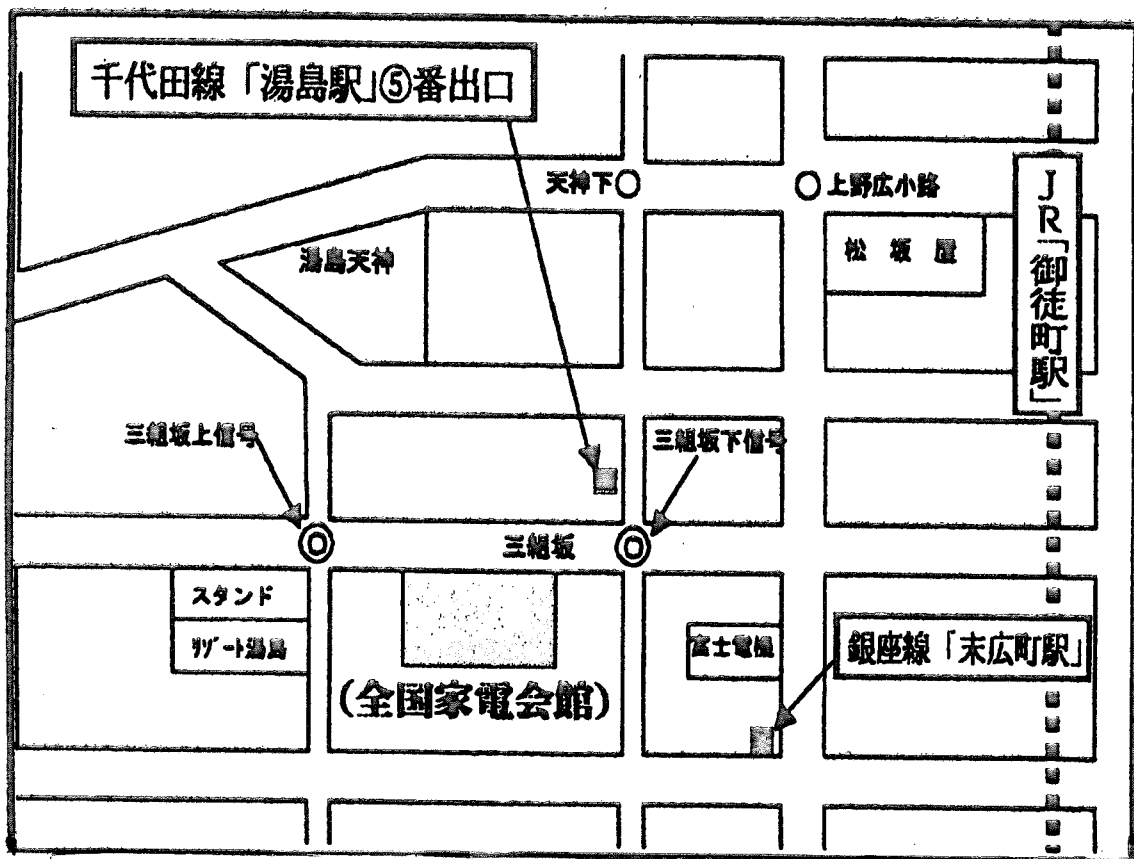 千代田線「湯島駅」⑤番出口
天神下
上野広小路
JR「御徒町駅」
湯島天神
松坂屋
三組坂上信号
三組坂下信号
三組坂
スタンド
リゾート湯島
富士電機
銀座線「末広町駅」
(全国家電会館)